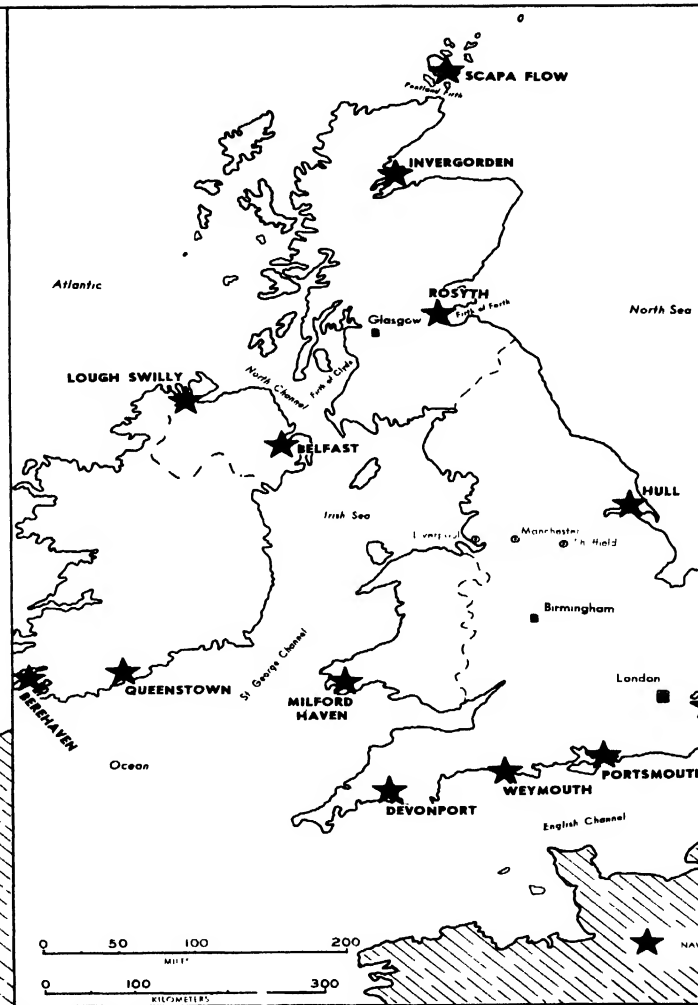 SCAPA FLOW
Pentland Firth
INVERGORDEN
Atlantic
ROSYTH
Firth of Forth
North Sea
Glasgow
LOUGH SWILLY
North Channel
Firth of Clyde
BELFAST
HULL
Irish Sea
Manchester
Birmingham
St George Channel
London
BEREHAVEN
QUEENSTOWN
MILFORD
HAVEN
Ocean
PORTSMOUTH
WEYMOUTH
DEVONPORT
English Channel
0 50 100 200
0 100 300
KILOMETERS